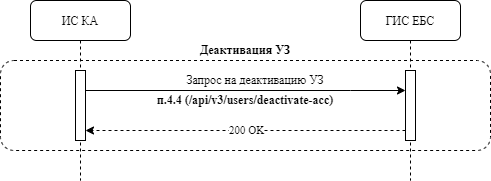 ИС КА
ГИС ЕБС
Деактивация УЗ
Запрос на деактивацию УЗ
п.4.4 (/api/v3/users/deactivate-acc)
200 OK